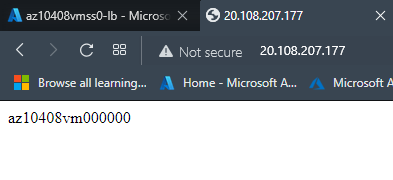 az10408vmss0-lb - Micros
20.108.207.177
Not secure
20.108.207.177
Browse all learning...
Home - Microsoft A...
Microsoft A
az10408vm000000